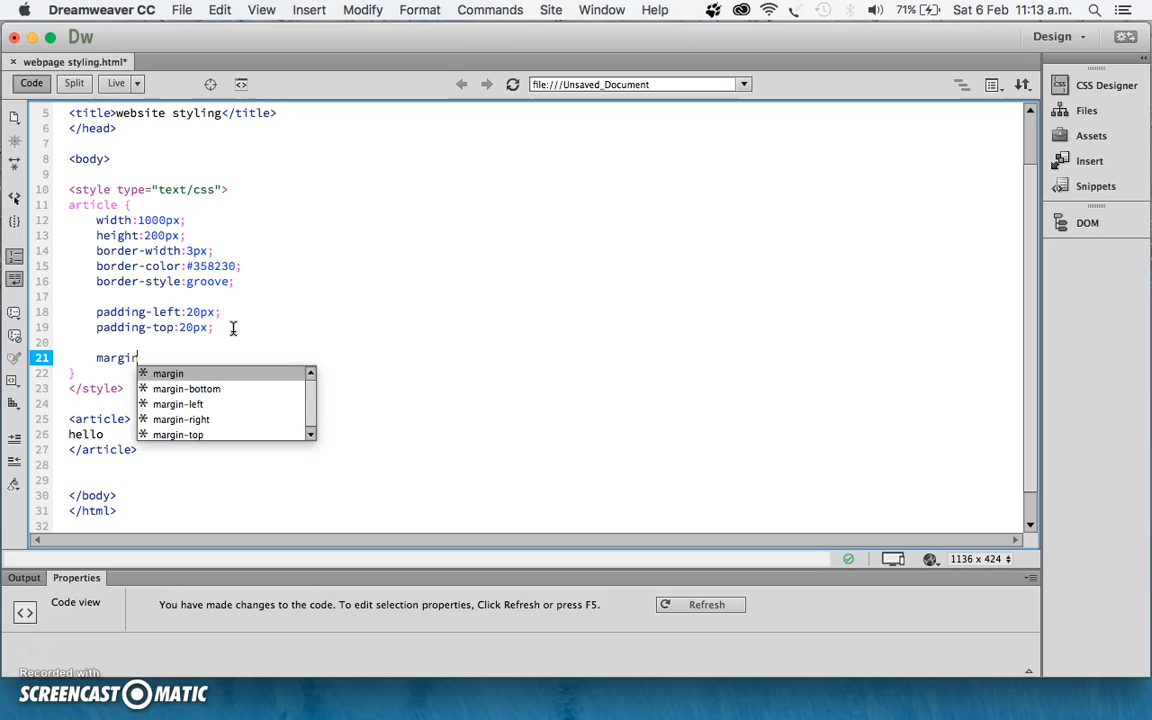 Dreamweaver CC File Edit View Insert Modify Format Commands Site Window Help 71% Sat 6 Feb 11:13 a.m.
Dw Design
× webpage styling.html*
Code Split Live file:///Unsaved_Document
5 <title>website styling</title>
6 </head>
7
8 <body>
9
10 <style type="text/css">
11 article {
12 width:1000px;
13 height:200px;
14 border-width:3px;
15 border-color:#358230;
16 border-style:groove;
17
18 padding-left:20px;
19 padding-top:20px;
20
21 margin
22 }
23 </style>
24
25 <article>
26 hello
27 </article>
28
29
30 </body>
31 </html>
32
margin
margin-bottom
margin-left
margin-right
margin-top
CSS Designer
Files
Assets
Insert
Snippets
DOM
1136 x 424
Output Properties
Code view You have made changes to the code. To edit selection properties, Click Refresh or press F5. Refresh
Recorded with
SCREENCAST MATIC